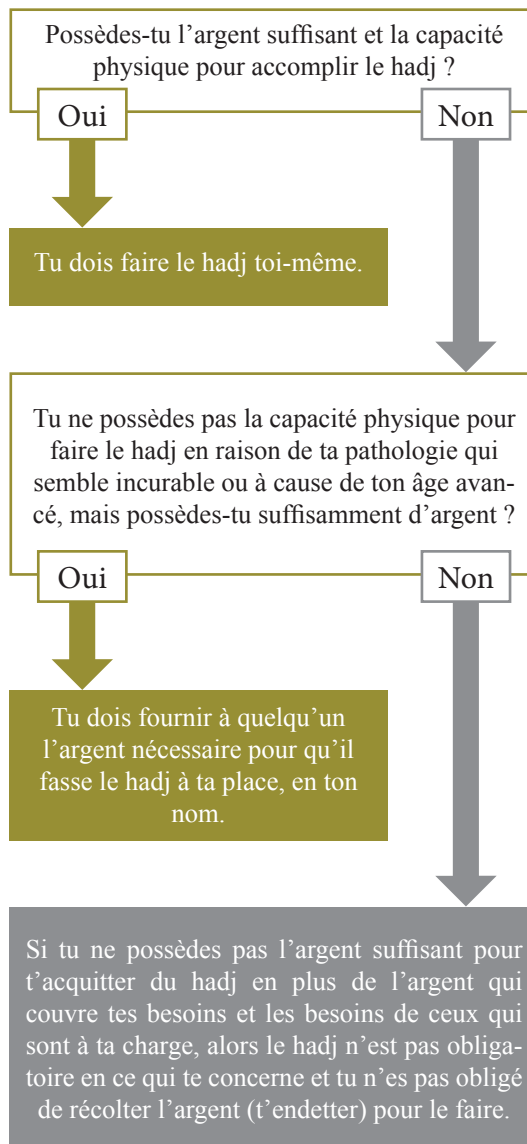 Possèdes-tu l'argent suffisant et la capacité
physique pour accomplir le hadj ?
Oui
Non
Tu dois faire le hadj toi-même.
Tu ne possèdes pas la capacité physique pour
faire le hadj en raison de ta pathologie qui
semble incurable ou à cause de ton âge avan-
cé, mais possèdes-tu suffisamment d'argent ?
Oui
Non
Tu dois fournir à quelqu'un
l'argent nécessaire pour qu'il
fasse le hadj à ta place, en ton
nom.
Si tu ne possèdes pas l'argent suffisant pour
t'acquitter du hadj en plus de l'argent qui
couvre tes besoins et les besoins de ceux qui
sont à ta charge, alors le hadj n'est pas obliga-
toire en ce qui te concerne et tu n'es pas obligé
de récolter l'argent (t'endetter) pour le faire.